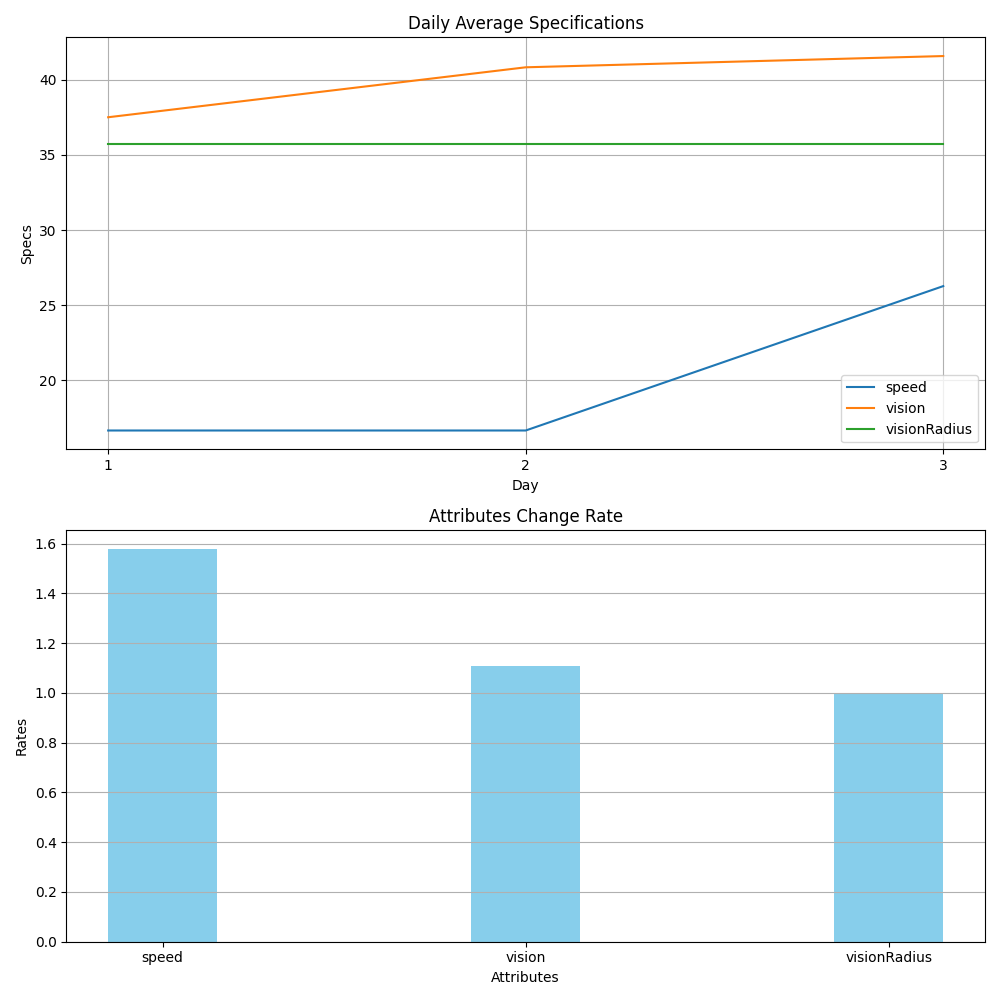 Daily Average Specifications
40
35
30
25
20
Specs
speed
vision
visionRadius
1 2 3
Day
Attributes Change Rate
1.6
1.4
1.2
1.0
0.8
0.6
0.4
0.2
0.0
Rates
speed vision visionRadius
Attributes